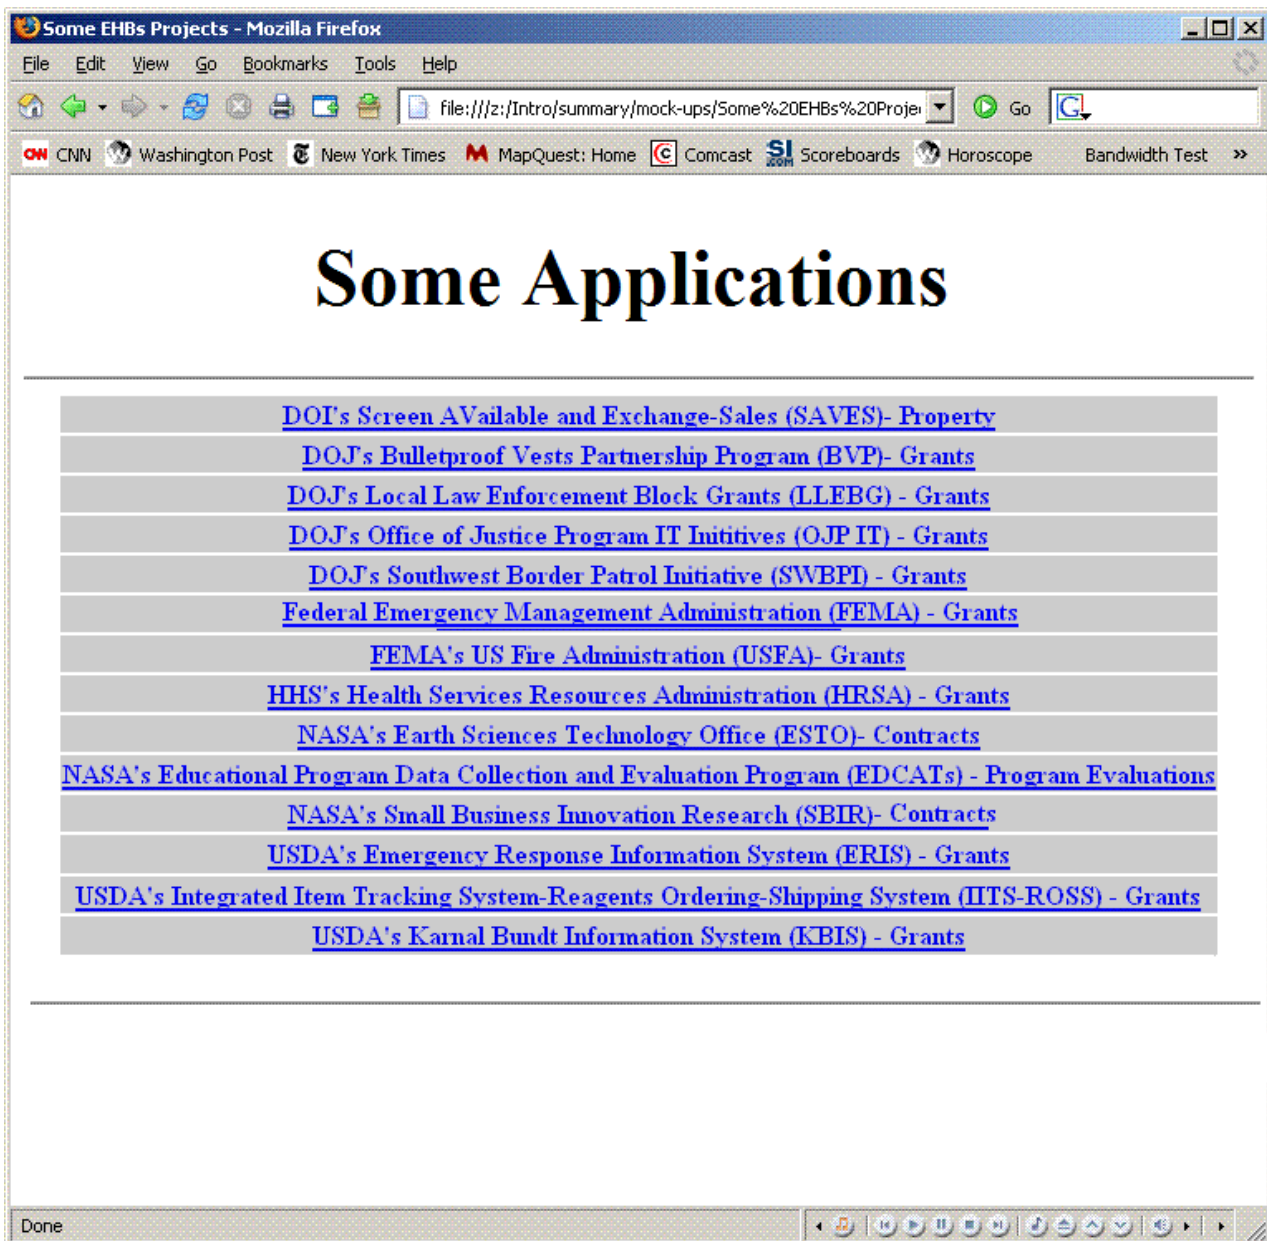 Some EHBs Projects - Mozilla Firefox
File Edit View Go Bookmarks Tools Help
file:///z:/Intro/summary/mock-ups/Some%20EHBs%20Proje Go G
CNN CNN Washington Post New York Times MapQuest: Home C Comcast SI.com Scoreboards Horoscope Bandwidth Test »
Some Applications
DOI's Screen AVailable and Exchange-Sales (SAVES)- Property
DOJ's Bulletproof Vests Partnership Program (BVP)- Grants
DOJ's Local Law Enforcement Block Grants (LLEBG) - Grants
DOJ's Office of Justice Program IT Inititives (OJP IT) - Grants
DOJ's Southwest Border Patrol Initiative (SWBPI) - Grants
Federal Emergency Management Administration (FEMA) - Grants
FEMA's US Fire Administration (USFA)- Grants
HHS's Health Services Resources Administration (HRSA) - Grants
NASA's Earth Sciences Technology Office (ESTO)- Contracts
NASA's Educational Program Data Collection and Evaluation Program (EDCATs) - Program Evaluations
NASA's Small Business Innovation Research (SBIR)- Contracts
USDA's Emergency Response Information System (ERIS) - Grants
USDA's Integrated Item Tracking System-Reagents Ordering-Shipping System (IITS-ROSS) - Grants
USDA's Karnal Bundt Information System (KBIS) - Grants
Done